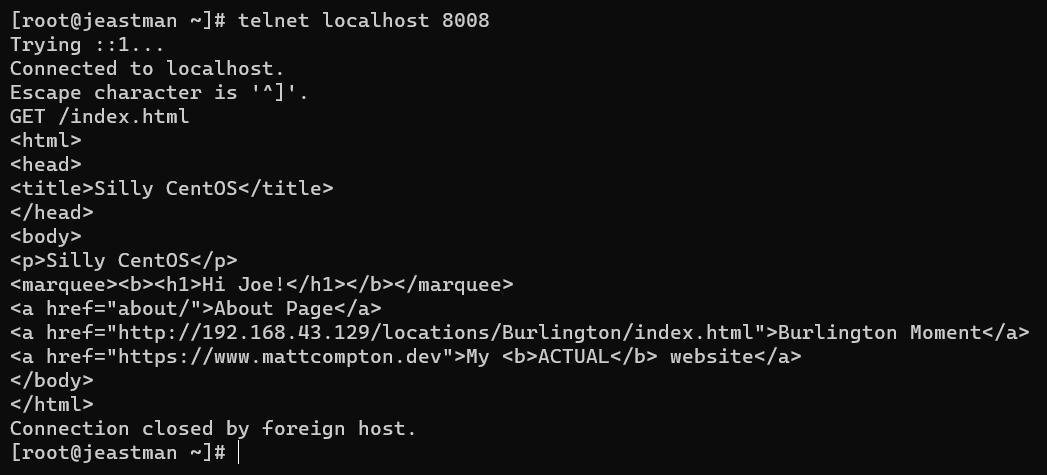 [root@jeastman ~]# telnet localhost 8008
Trying ::1...
Connected to localhost.
Escape character is '^]'.
GET /index.html
<html>
<head>
<title>Silly CentOS</title>
</head>
<body>
<p>Silly CentOS</p>
<marquee><b><h1>Hi Joe!</h1></b></marquee>
<a href="about/">About Page</a>
<a href="http://192.168.43.129/locations/Burlington/index.html">Burlington Moment</a>
<a href="https://www.mattcompton.dev">My <b>ACTUAL</b> website</a>
</body>
</html>
Connection closed by foreign host.
[root@jeastman ~]#